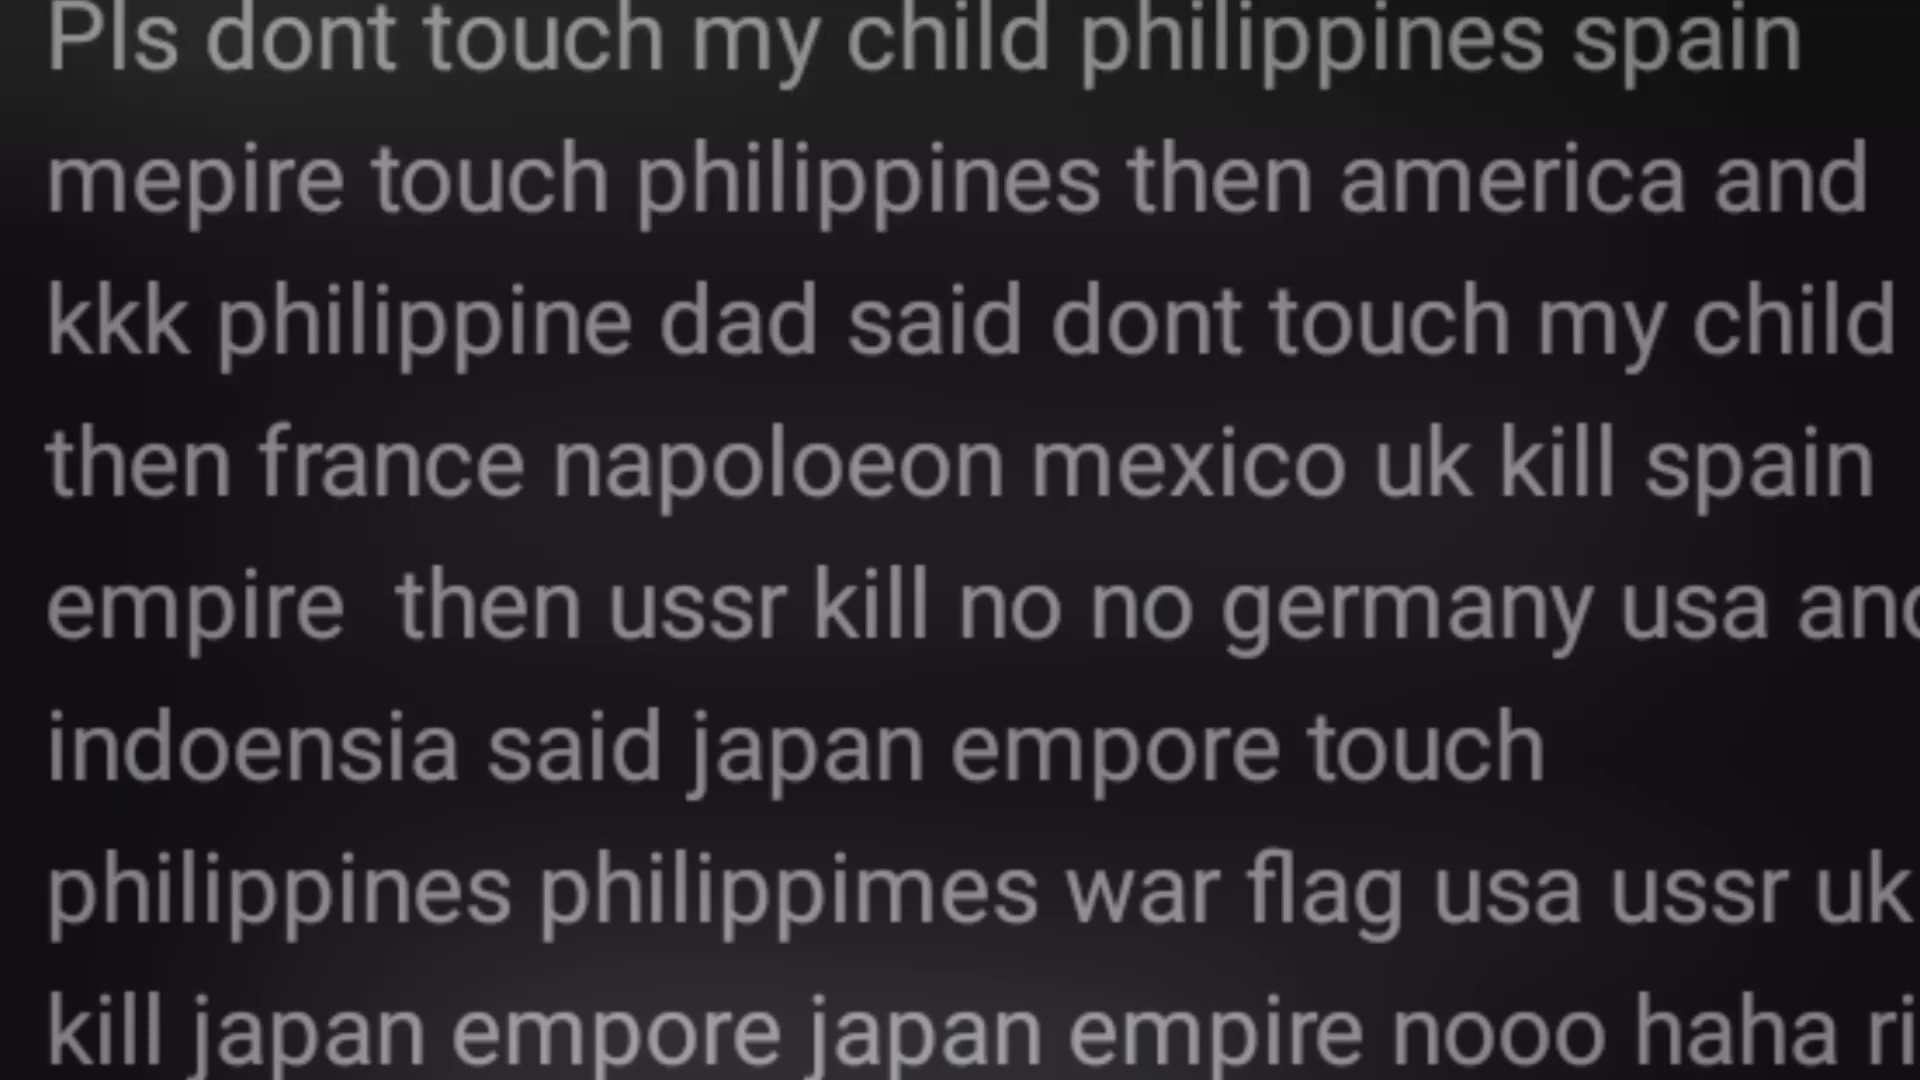 Pls dont touch my child philippines spain
mepire touch philippines then america and
kkk philippine dad said dont touch my child
then france napoloeon mexico uk kill spain
empire  then ussr kill no no germany usa and
indoensia said japan empore touch
philippines philippimes war flag usa ussr uk
kill japan empore japan empire nooo haha ri